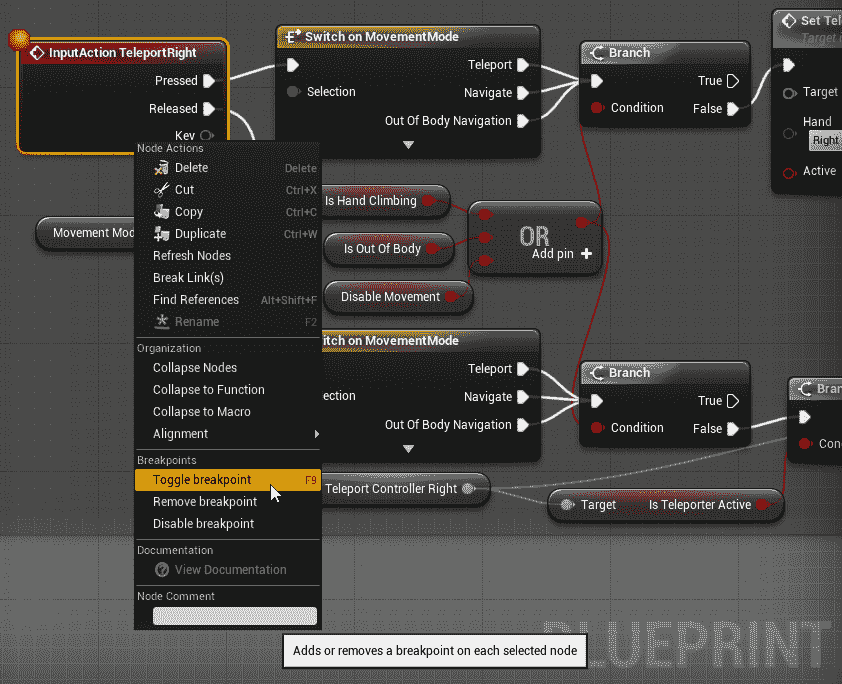 InputAction TeleportRight
Pressed
Released
Key
Switch on MovementMode
Selection
Teleport
Navigate
Out Of Body Navigation
Branch
Condition
True
False
Set Tel
Target i
Target
Hand
Right
Active
Movement Mod
Is Hand Climbing
Is Out Of Body
Disable Movement
OR
Add pin
itch on MovementMode
ection
Teleport
Navigate
Out Of Body Navigation
Branch
Condition
True
False
Bran
Cond
Teleport Controller Right
Target
Is Teleporter Active
Node Actions
Delete Delete
Cut Ctrl+X
Copy Ctrl+C
Duplicate Ctrl+W
Refresh Nodes
Break Link(s)
Find References Alt+Shift+F
Rename F2
Organization
Collapse Nodes
Collapse to Function
Collapse to Macro
Alignment
Breakpoints
Toggle breakpoint F9
Remove breakpoint
Disable breakpoint
Documentation
View Documentation
Node Comment
Adds or removes a breakpoint on each selected node
BLUEPRINT